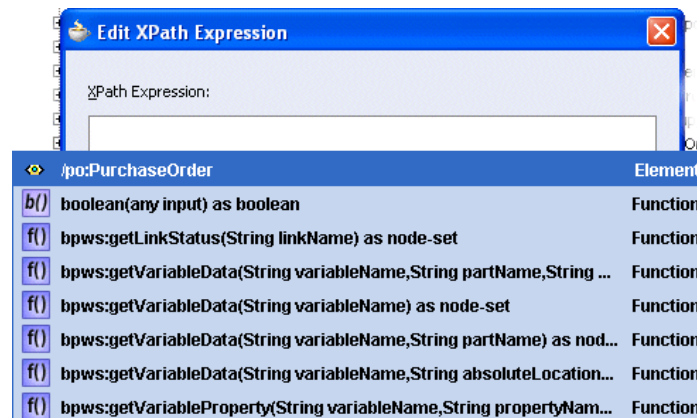 Edit XPath Expression
XPath Expression:
/po:PurchaseOrder Element
b() boolean(any input) as boolean Function
f() bpws:getLinkStatus(String linkName) as node-set Function
f() bpws:getVariableData(String variableName,String partName,String ... Function
f() bpws:getVariableData(String variableName) as node-set Function
f() bpws:getVariableData(String variableName,String partName) as nod... Function
f() bpws:getVariableData(String variableName,String absoluteLocation... Function
f() bpws:getVariableProperty(String variableName,String propertyNam... Function